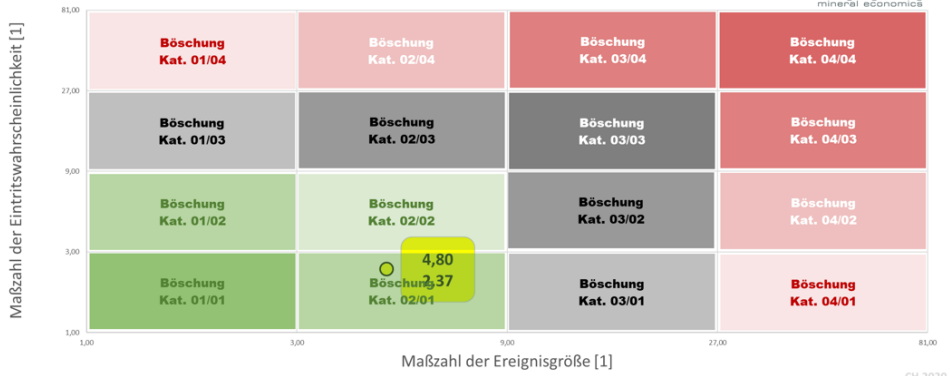 mineral economics
Maßzahl der Eintrittswahrscheinlichkeit [1]
81,00
Böschung
Kat. 01/04
Böschung
Kat. 02/04
Böschung
Kat. 03/04
Böschung
Kat. 04/04
27,00
Böschung
Kat. 01/03
Böschung
Kat. 02/03
Böschung
Kat. 03/03
Böschung
Kat. 04/03
9,00
Böschung
Kat. 01/02
Böschung
Kat. 02/02
Böschung
Kat. 03/02
Böschung
Kat. 04/02
3,00
Böschung
Kat. 01/01
Böschung
Kat. 02/01
4,80
2,37
Böschung
Kat. 03/01
Böschung
Kat. 04/01
1,00
1,00
3,00
9,00
27,00
81,00
Maßzahl der Ereignisgröße [1]